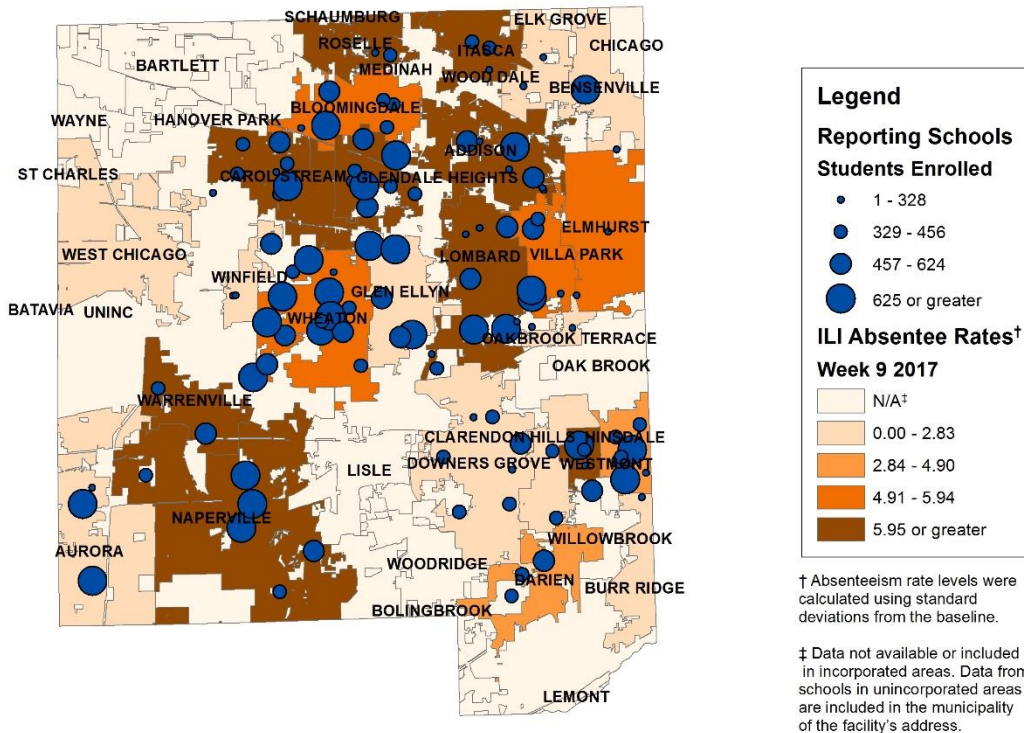 SCHAUMBURG
ELK GROVE
ROSELLE
ITASCA
CHICAGO
MEDINAH
BARTLETT
WOOD DALE
BENSENVILLE
BLOOMINGDALE
WAYNE
HANOVER PARK
ADDISON
ST CHARLES
CAROL STREAM
GLENDALE HEIGHTS
ELMHURST
WEST CHICAGO
LOMBARD
VILLA PARK
WINFIELD
GLEN ELLYN
BATAVIA
UNINC
WHEATON
OAKBROOK TERRACE
OAK BROOK
WARRENVILLE
CLARENDON HILLS
HINSDALE
LISLE
DOWNERS GROVE
WESTMONT
NAPERVILLE
AURORA
WILLOWBROOK
WOODRIDGE
DARIEN
BURR RIDGE
BOLINGBROOK
LEMONT
Legend
Reporting Schools
Students Enrolled
1 - 328
329 - 456
457 - 624
625 or greater
ILI Absentee Rates†
Week 9 2017
N/A‡
0.00 - 2.83
2.84 - 4.90
4.91 - 5.94
5.95 or greater
† Absenteeism rate levels were
calculated using standard
deviations from the baseline.
‡ Data not available or included
in incorporated areas. Data from
schools in unincorporated areas
are included in the municipality
of the facility's address.